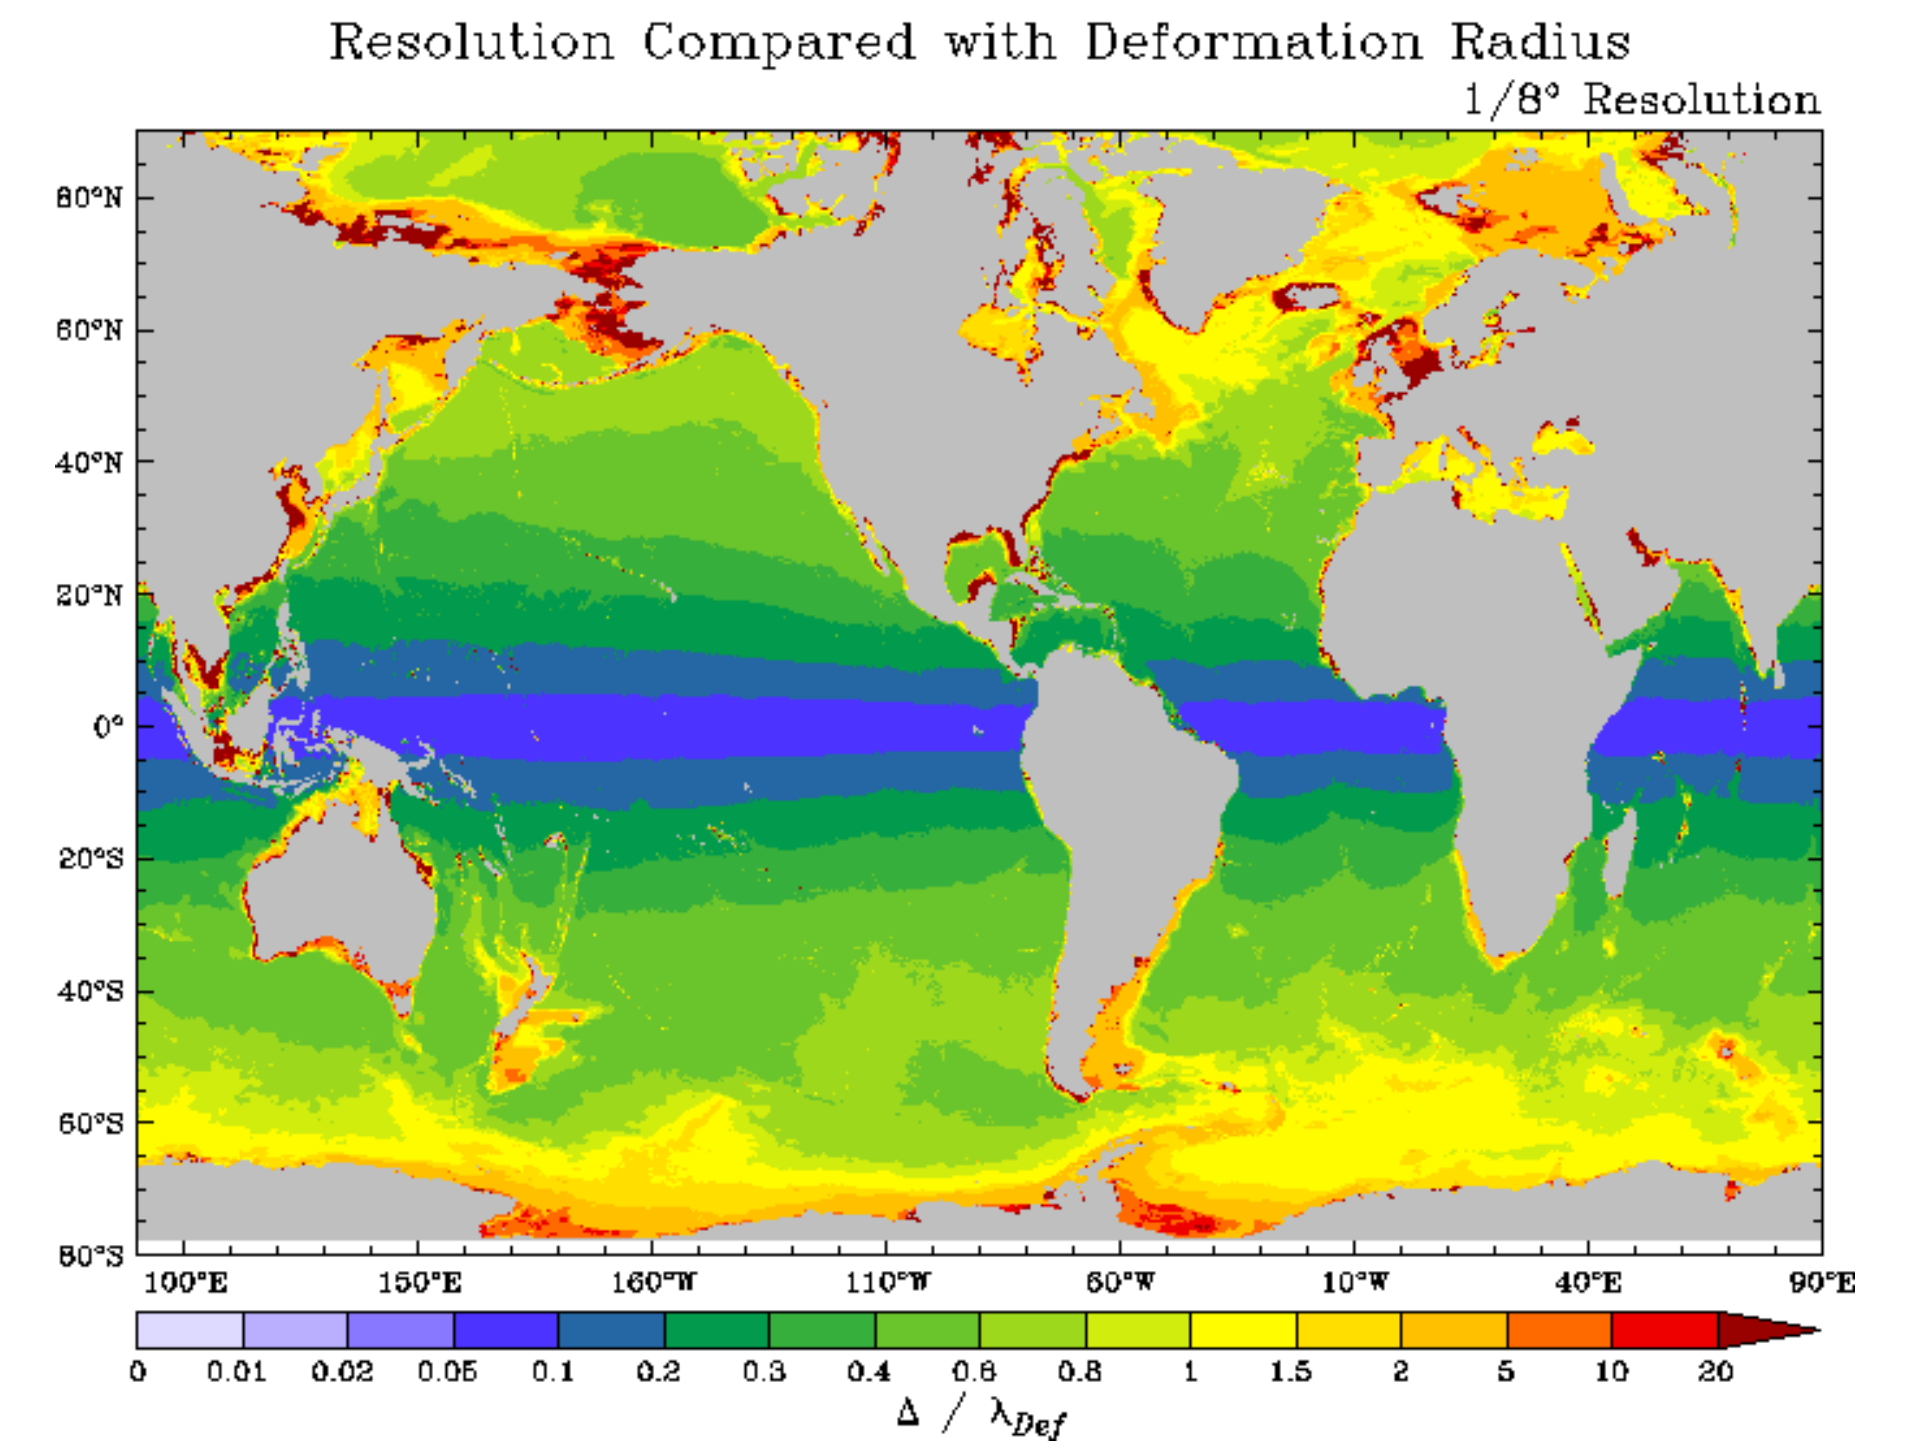 Resolution Compared with Deformation Radius
1/8° Resolution
80°N
60°N
40°N
20°N
0°
20°S
40°S
60°S
80°S
100°E 150°E 160°W 110°W 60°W 10°W 40°E 90°E
0 0.01 0.02 0.05 0.1 0.2 0.3 0.4 0.6 0.8 1 1.5 2 5 10 20
Δ / λDef